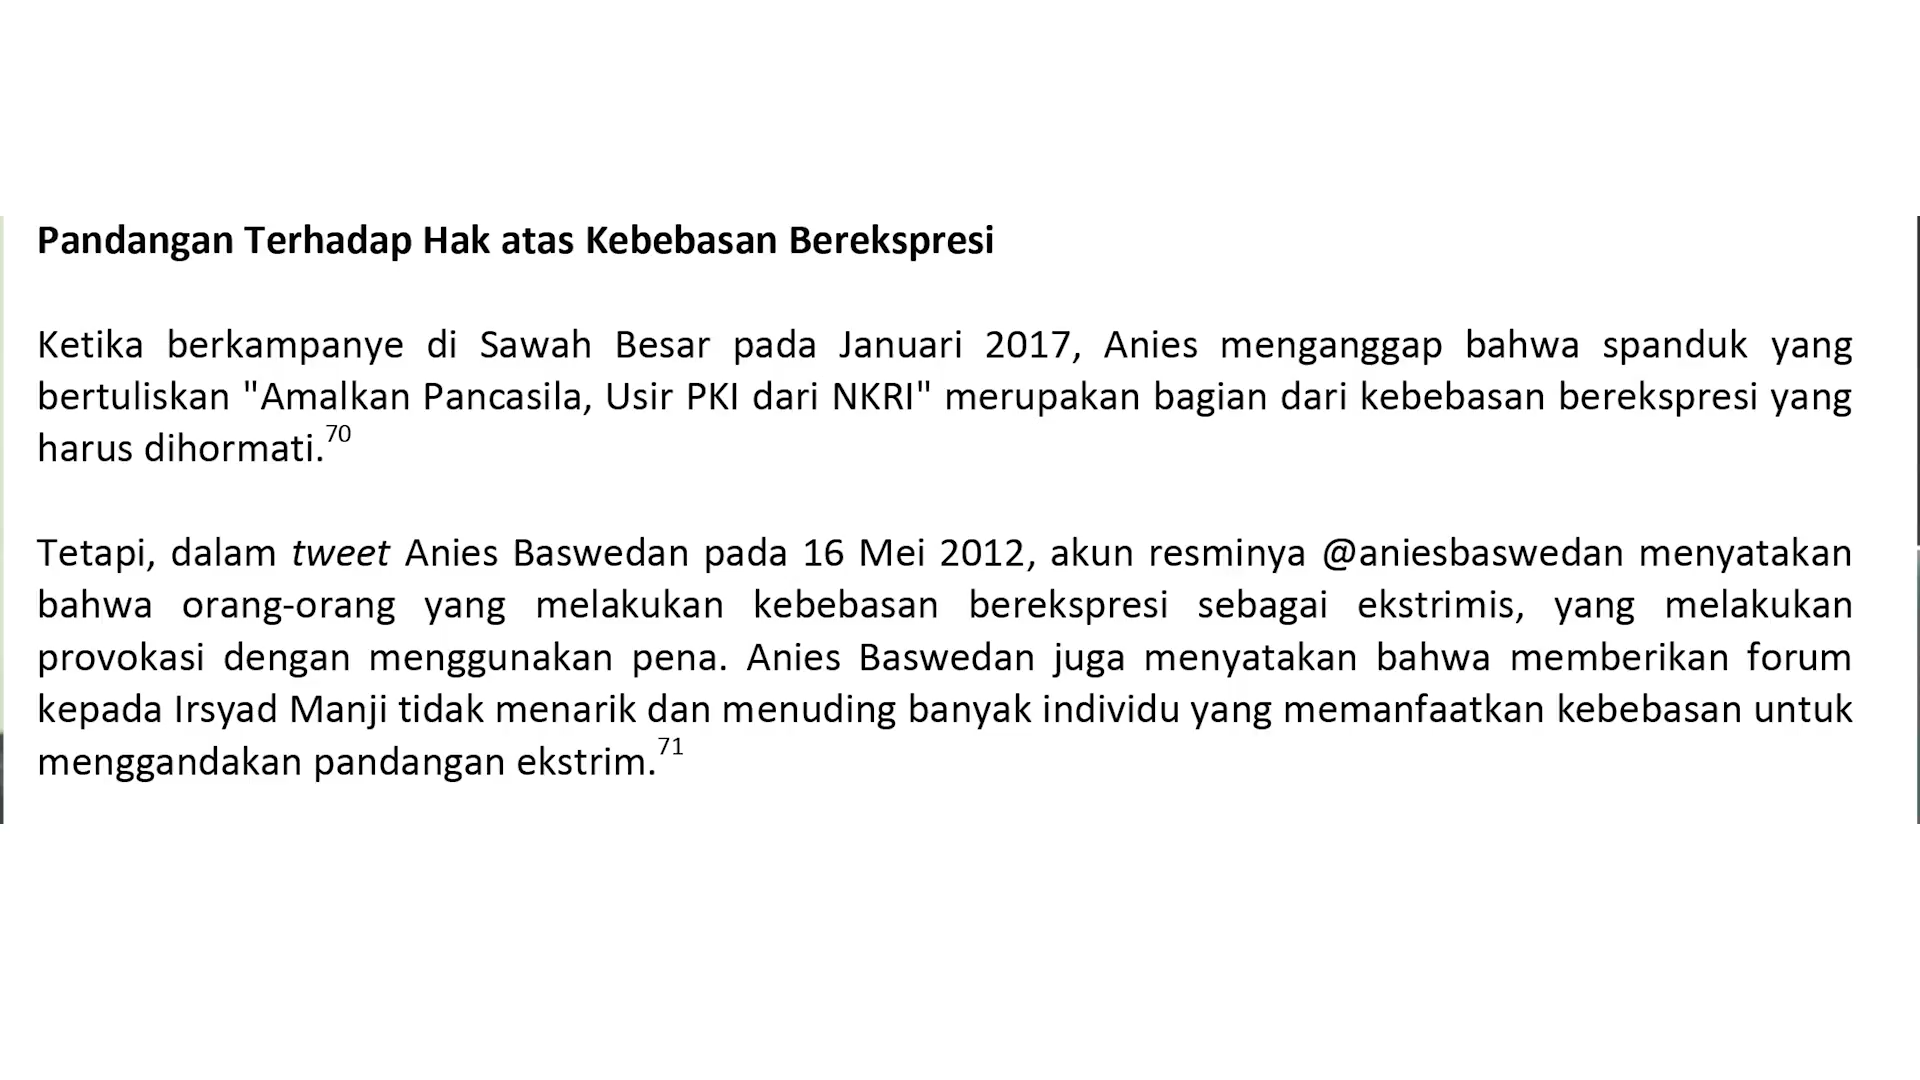 Pandangan Terhadap Hak atas Kebebasan Berekspresi
Ketika berkampanye di Sawah Besar pada Januari 2017, Anies menganggap bahwa spanduk yang
bertuliskan "Amalkan Pancasila, Usir PKI dari NKRI" merupakan bagian dari kebebasan berekspresi yang
harus dihormati.70
Tetapi, dalam tweet Anies Baswedan pada 16 Mei 2012, akun resminya @aniesbaswedan menyatakan
bahwa orang-orang yang melakukan kebebasan berekspresi sebagai ekstrimis, yang melakukan
provokasi dengan menggunakan pena. Anies Baswedan juga menyatakan bahwa memberikan forum
kepada Irsyad Manji tidak menarik dan menuding banyak individu yang memanfaatkan kebebasan untuk
menggandakan pandangan ekstrim.71